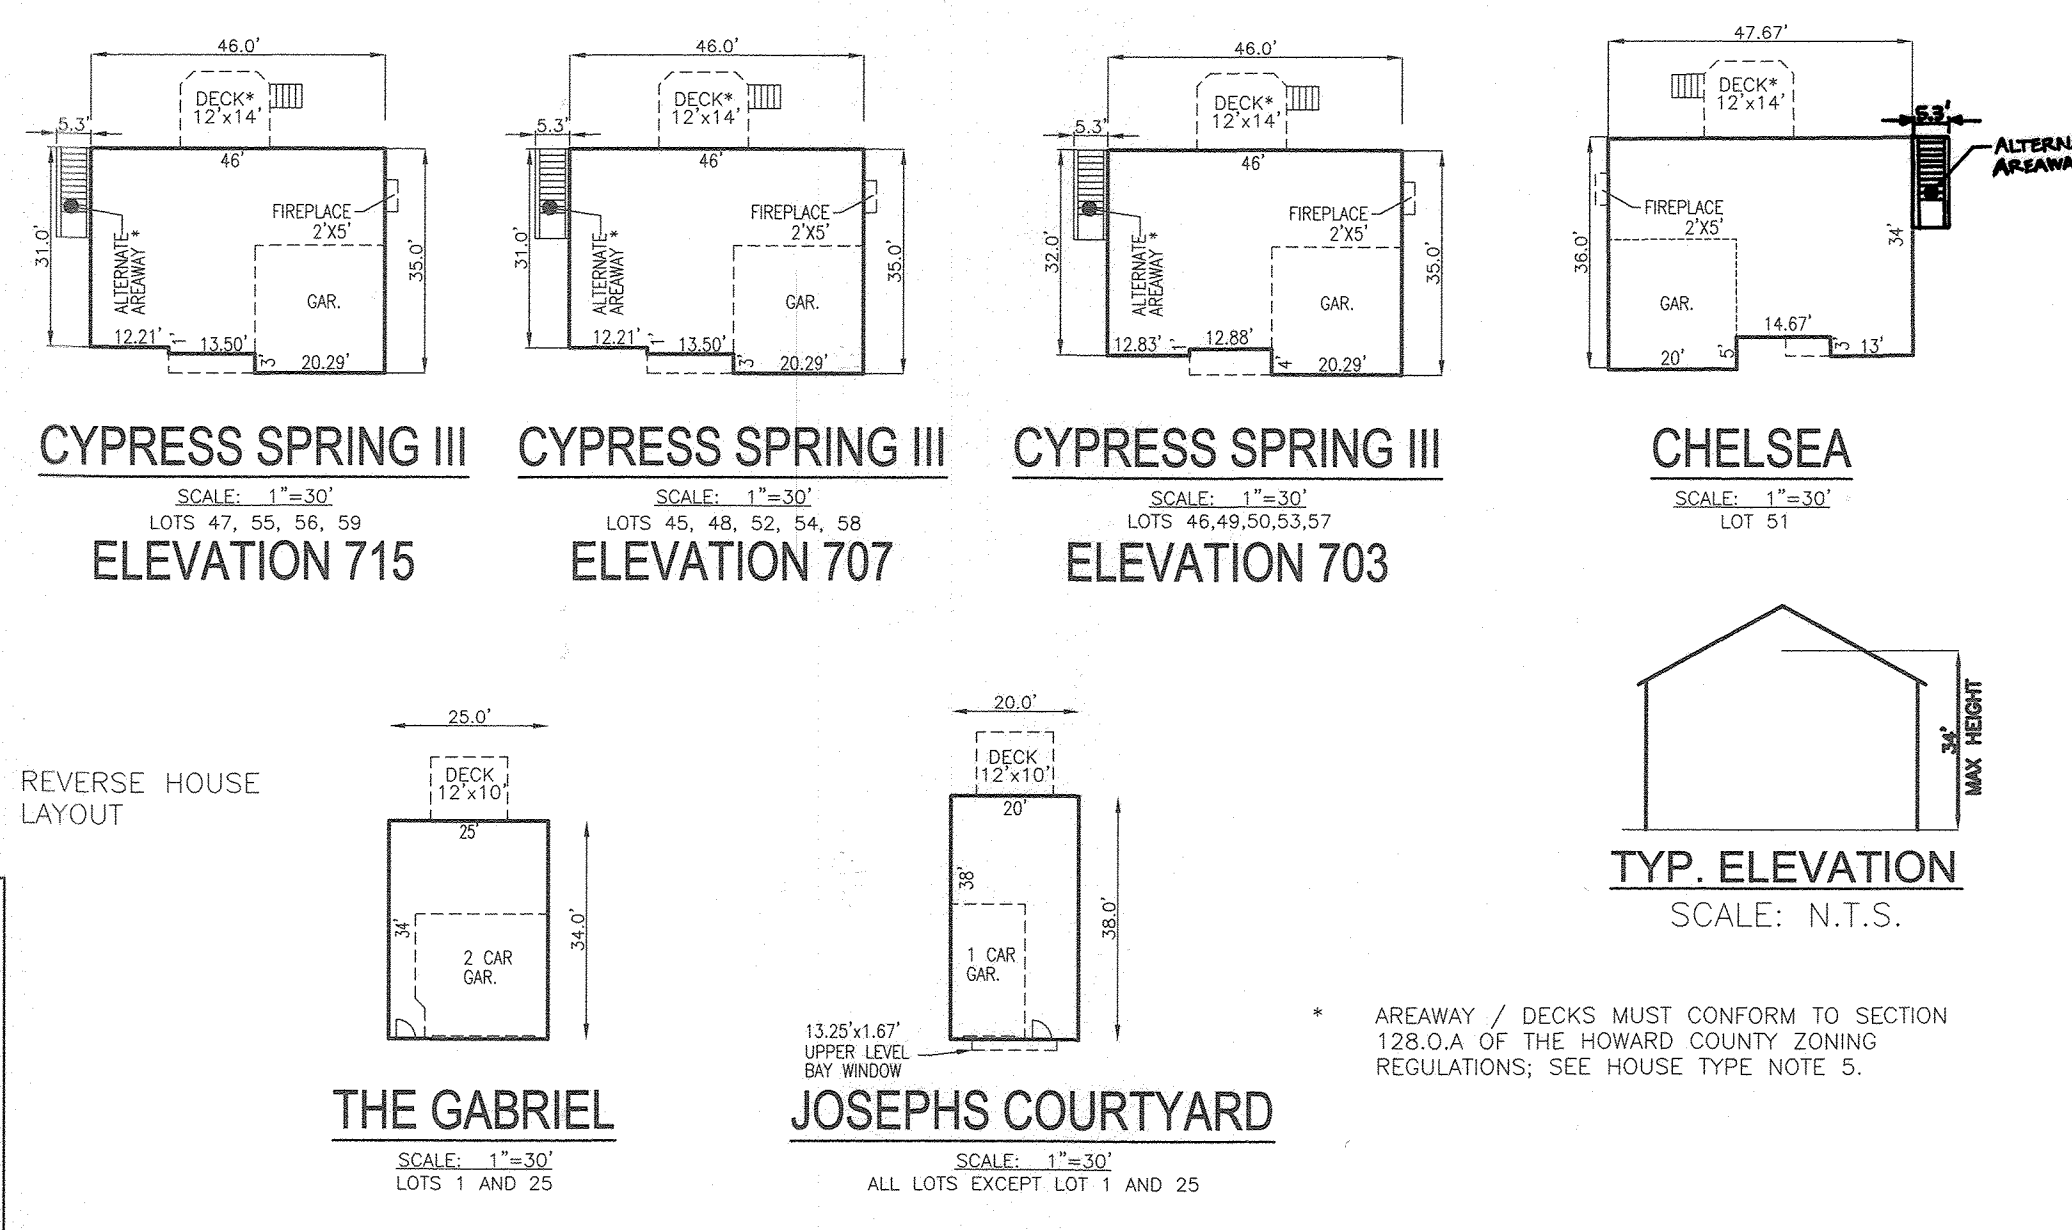 46.0'
DECK*
12'x14'
5.3'
46'
FIREPLACE
2'X5'
31.0'
ALTERNATE
AREAWAY *
35.0'
GAR.
12.21'
1'
13.50'
3'
20.29'
CYPRESS SPRING III
SCALE: 1"=30'
LOTS 47, 55, 56, 59
ELEVATION 715
46.0'
DECK*
12'x14'
5.3'
46'
FIREPLACE
2'X5'
31.0'
ALTERNATE
AREAWAY *
35.0'
GAR.
12.21'
1'
13.50'
3'
20.29'
CYPRESS SPRING III
SCALE: 1"=30'
LOTS 45, 48, 52, 54, 58
ELEVATION 707
46.0'
DECK*
12'x14'
5.3'
46'
FIREPLACE
2'X5'
32.0'
ALTERNATE
AREAWAY *
35.0'
GAR.
12.83'
1'
12.88'
4'
20.29'
CYPRESS SPRING III
SCALE: 1"=30'
LOTS 46,49,50,53,57
ELEVATION 703
47.67'
DECK*
12'x14'
5.3'
ALTERN
AREAWA
FIREPLACE
2'X5'
36.0'
34'
GAR.
14.67'
20'
5'
3'
13'
CHELSEA
SCALE: 1"=30'
LOT 51
34'
MAX HEIGHT
TYP. ELEVATION
SCALE: N.T.S.
REVERSE HOUSE
LAYOUT
25.0'
DECK
12'x10'
25'
34'
34.0'
2 CAR
GAR.
THE GABRIEL
SCALE: 1"=30'
LOTS 1 AND 25
20.0'
DECK
12'x10'
20'
38'
38.0'
1 CAR
GAR.
13.25'x1.67'
UPPER LEVEL
BAY WINDOW
JOSEPHS COURTYARD
SCALE: 1"=30'
ALL LOTS EXCEPT LOT 1 AND 25
* AREAWAY / DECKS MUST CONFORM TO SECTION
128.0.A OF THE HOWARD COUNTY ZONING
REGULATIONS; SEE HOUSE TYPE NOTE 5.